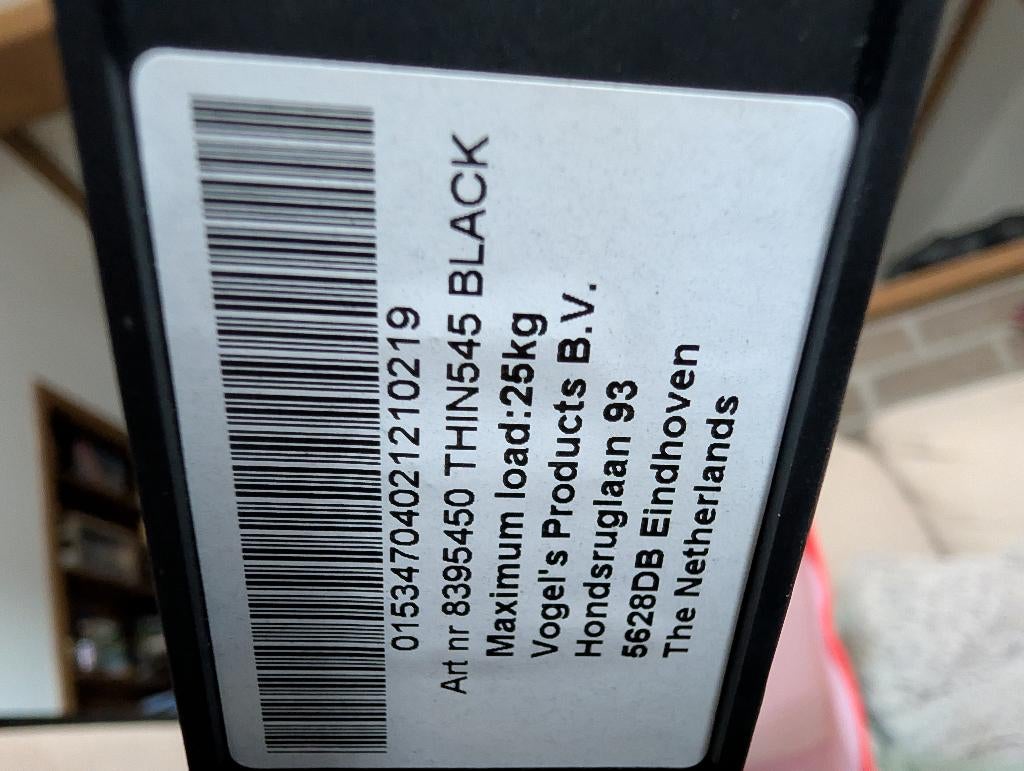 01534704021210219
Art nr 8395450 THIN545 BLACK
Maximum load:25kg
Vogel's Products B.V.
Hondsruglaan 93
5628DB Eindhoven
The Netherlands